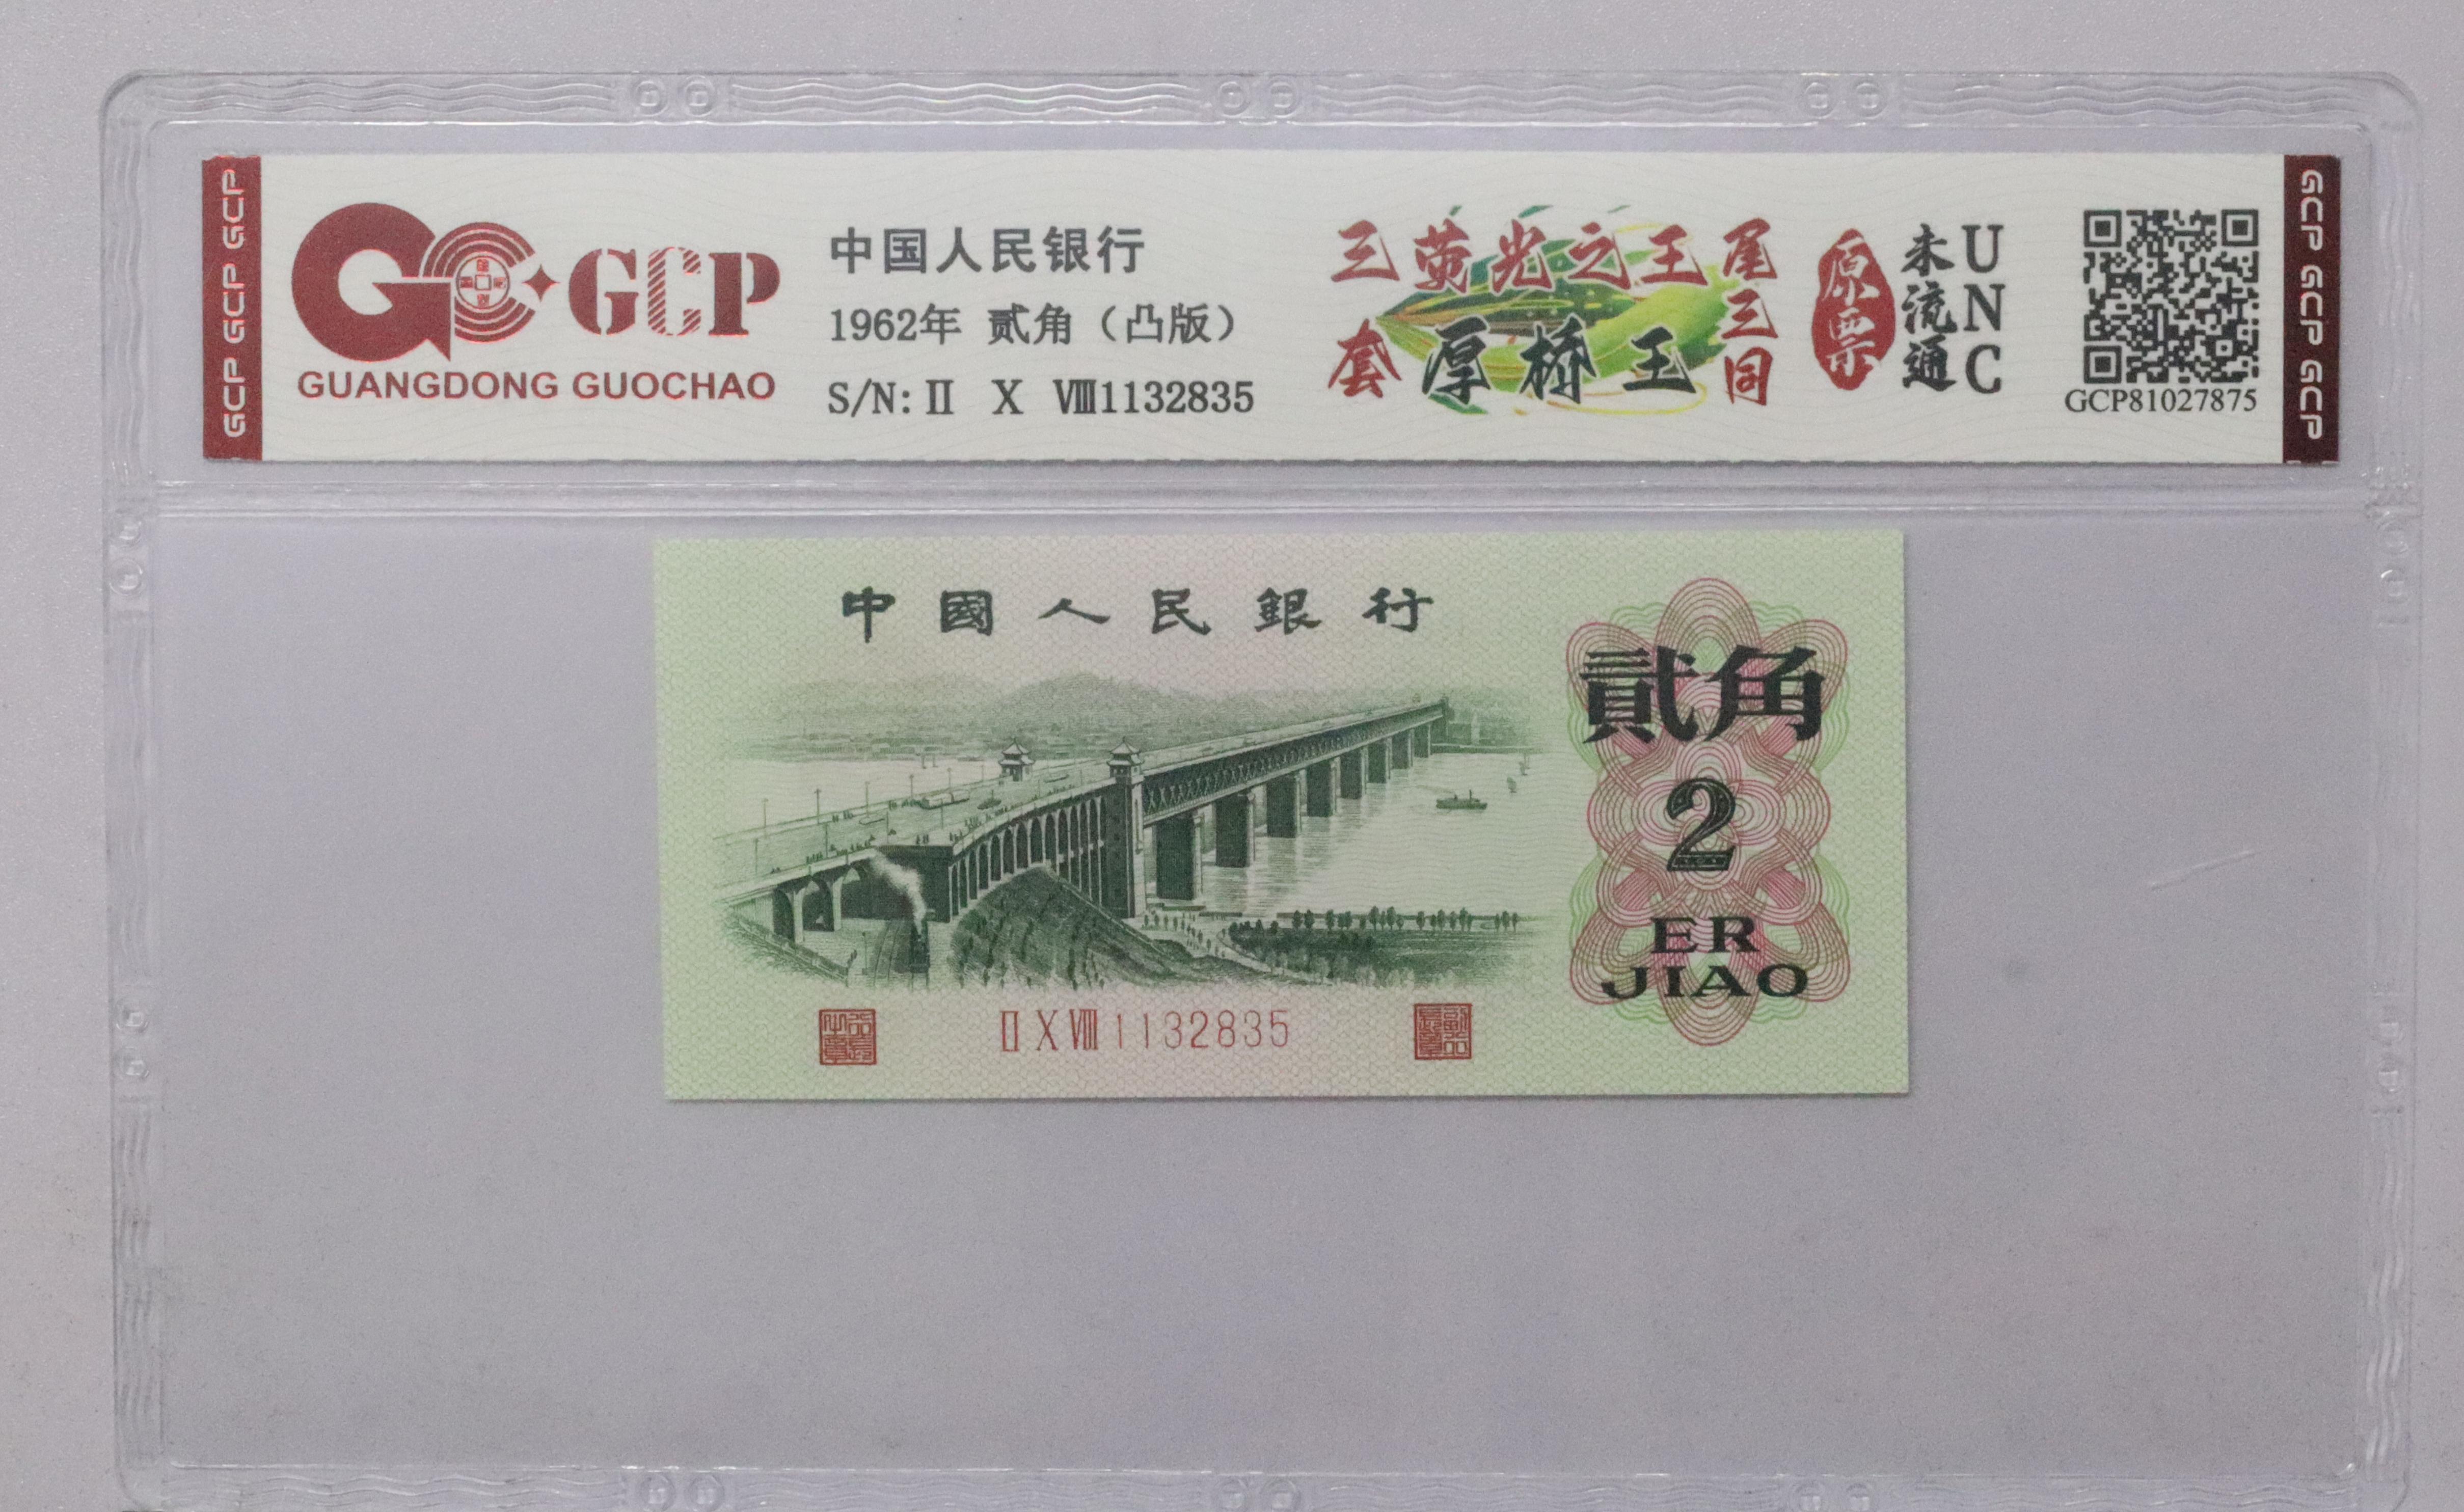 GCP GCP GCP
GCP
GUANGDONG GUOCHAO
中国人民银行
1962年 贰角（凸版）
S/N: Ⅱ X Ⅷ1132835
三套
荧光之王
厚桥王
尾三同
原票
未流通
UNC
GCP81027875
GCP GCP GCP
中國人民銀行
貳角
2
ER
JIAO
Ⅱ X Ⅷ 1132835